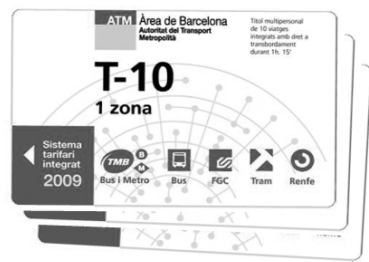 ATM Àrea de Barcelona
Autoritat del Transport
Metropolità
Títol multipersonal
de 10 viatges
integrats amb dret a
transbordament
durant 1h. 15'
T-10
1 zona
Sistema
tarifari
integrat
2009
TMB B M
Bus i Metro Bus FGC Tram Renfe